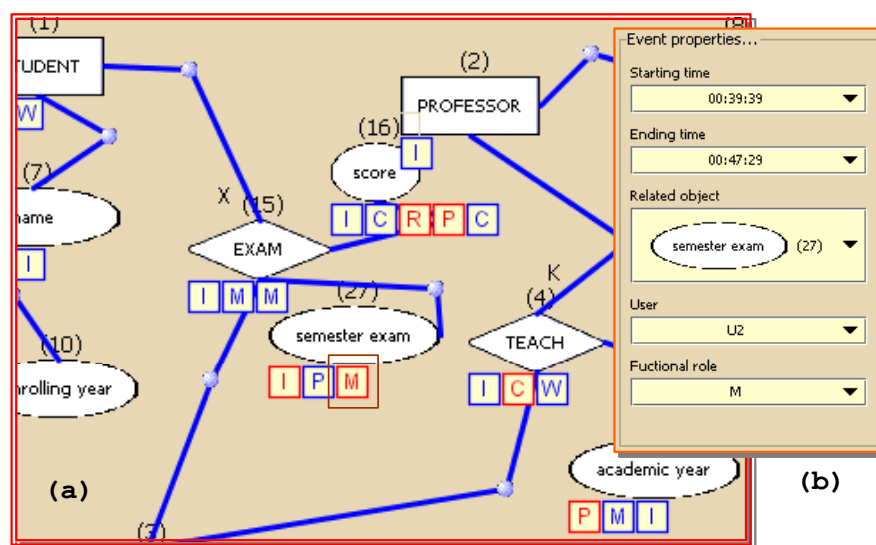 (1)
TUDENT
W
(7)
name
I
(10)
nrolling year
(2)
PROFESSOR
I
(16)
score
I C R P C
X
(15)
EXAM
I M M
(27)
semester exam
I P M
K
(4)
TEACH
I C W
academic year
P M I
(3)
(a)
(8)
Event properties...
Starting time
00:39:39
Ending time
00:47:29
Related object
semester exam (27)
User
U2
Fuctional role
M
(b)